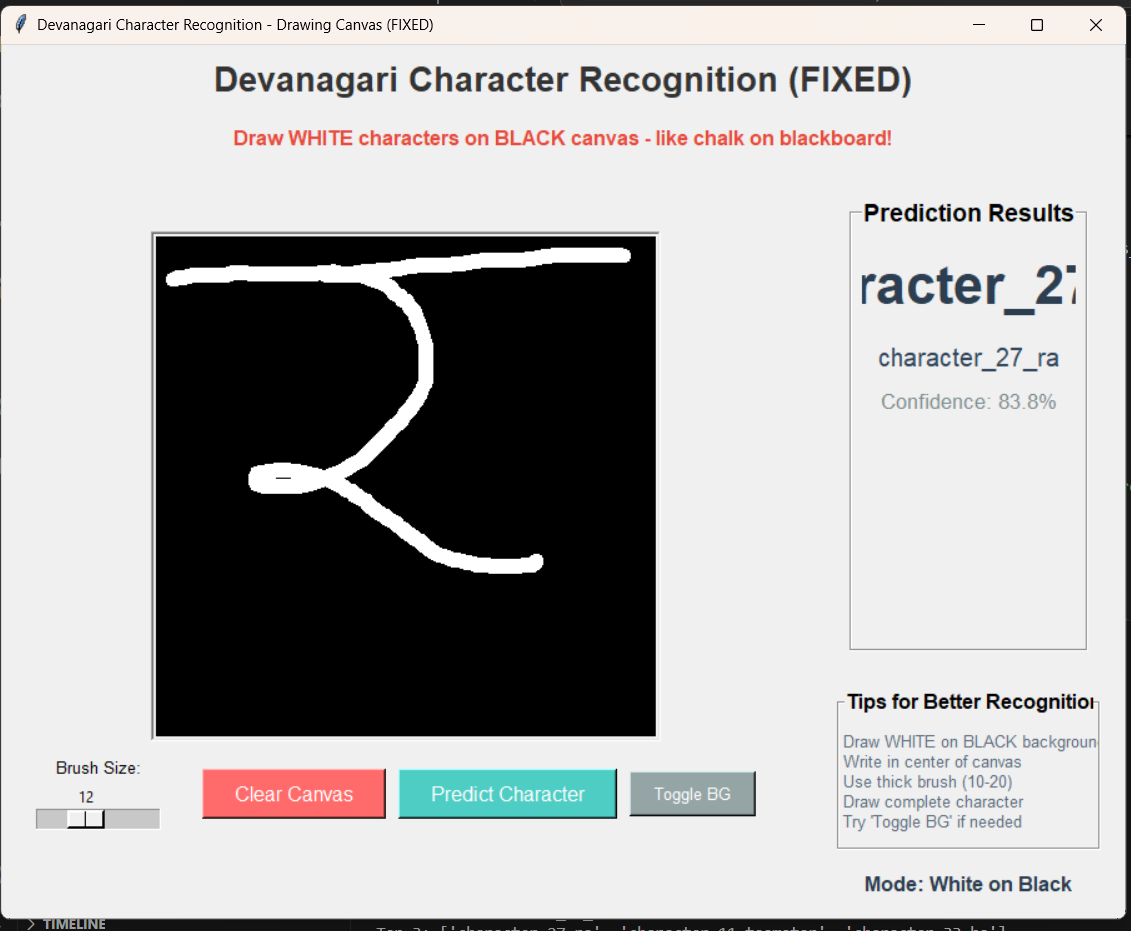 Devanagari Character Recognition - Drawing Canvas (FIXED)
Devanagari Character Recognition (FIXED)
Draw WHITE characters on BLACK canvas - like chalk on blackboard!
र
Prediction Results
racter_27
character_27_ra
Confidence: 83.8%
Tips for Better Recognition
Draw WHITE on BLACK backgroun
Write in center of canvas
Use thick brush (10-20)
Draw complete character
Try 'Toggle BG' if needed
Brush Size:
12
Clear Canvas
Predict Character
Toggle BG
Mode: White on Black
TIMELINE